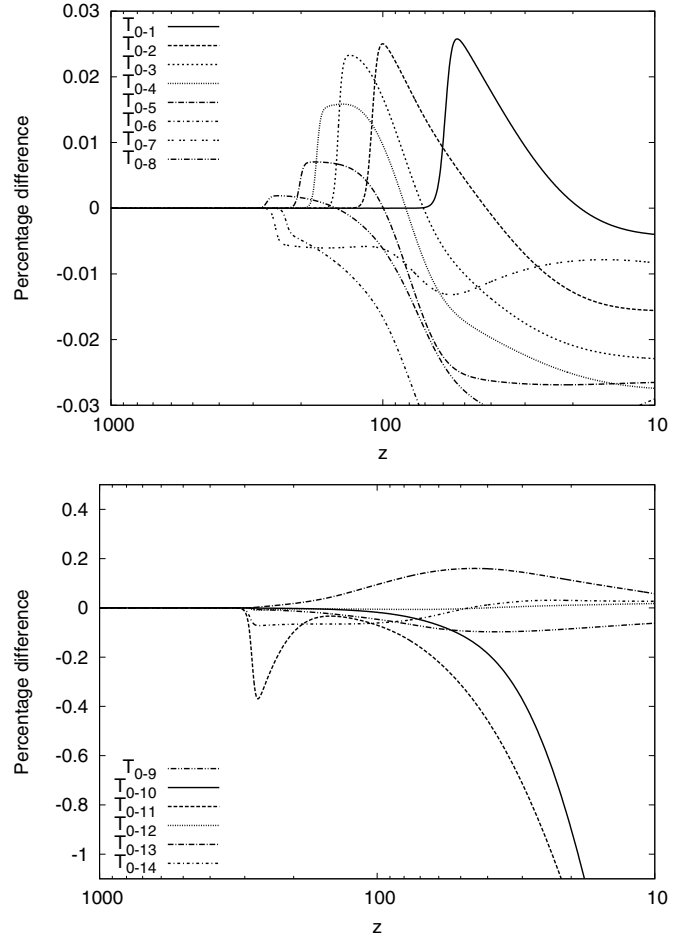 0.03
0.02
0.01
0
-0.01
-0.02
-0.03
Percentage difference
T0-1
T0-2
T0-3
T0-4
T0-5
T0-6
T0-7
T0-8
1000
100
10
z
0.4
0.2
0
-0.2
-0.4
-0.6
-0.8
-1
Percentage difference
T0-9
T0-10
T0-11
T0-12
T0-13
T0-14
1000
100
10
z